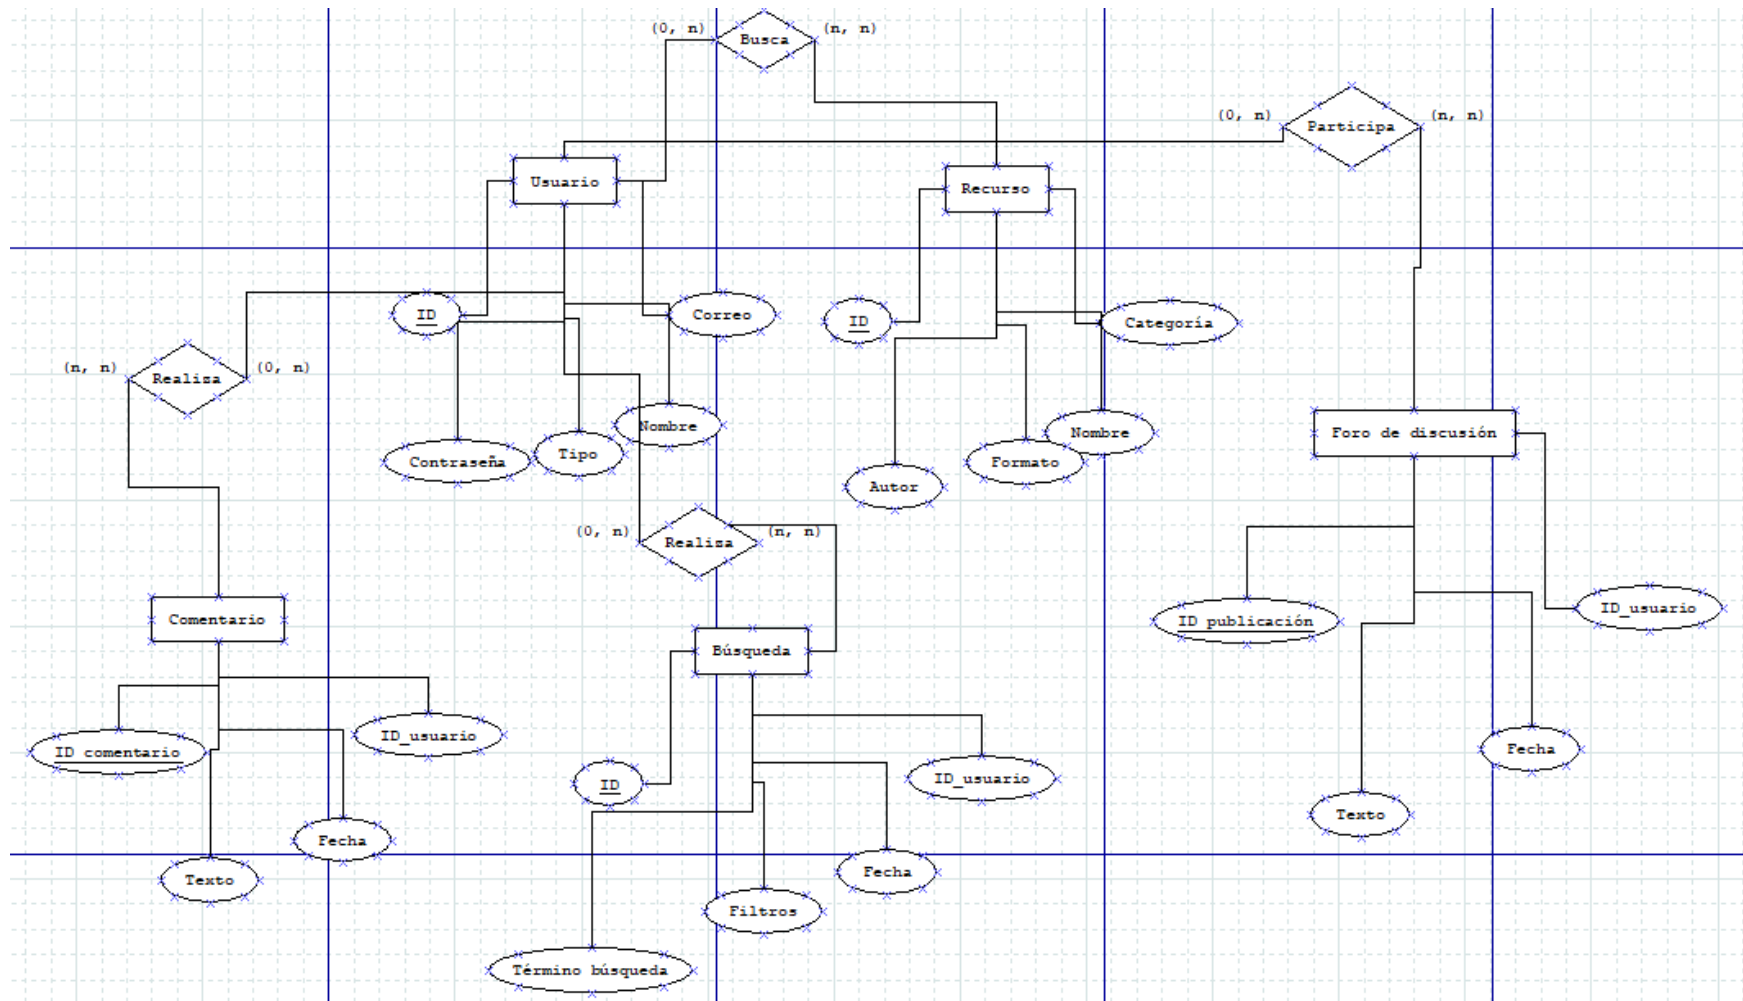 (0, n)
Busca
(n, n)
(0, n)
Participa
(n, n)
Usuario
Recurso
ID
Correo
ID
Categoría
(n, n)
Realiza
(0, n)
Contraseña
Tipo
Nombre
Autor
Formato
Nombre
Foro de discusión
(0, n)
Realiza
(n, n)
Comentario
Búsqueda
ID publicación
ID_usuario
ID comentario
ID_usuario
Texto
Fecha
ID
ID_usuario
Fecha
Filtros
Término búsqueda
Texto
Fecha